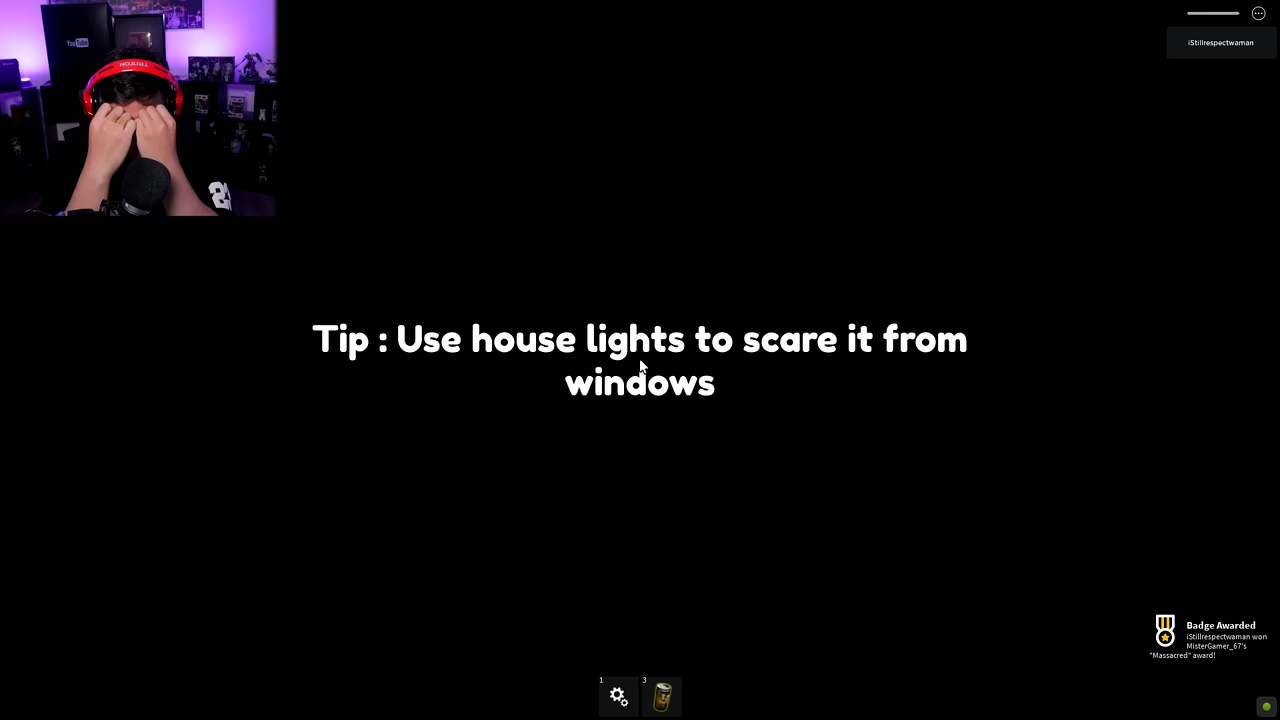 YouTube
iStillrespectwaman
Tip : Use house lights to scare it from
windows
Badge Awarded
iStillrespectwaman won
MisterGamer_67's
"Massacred" award!
1
3